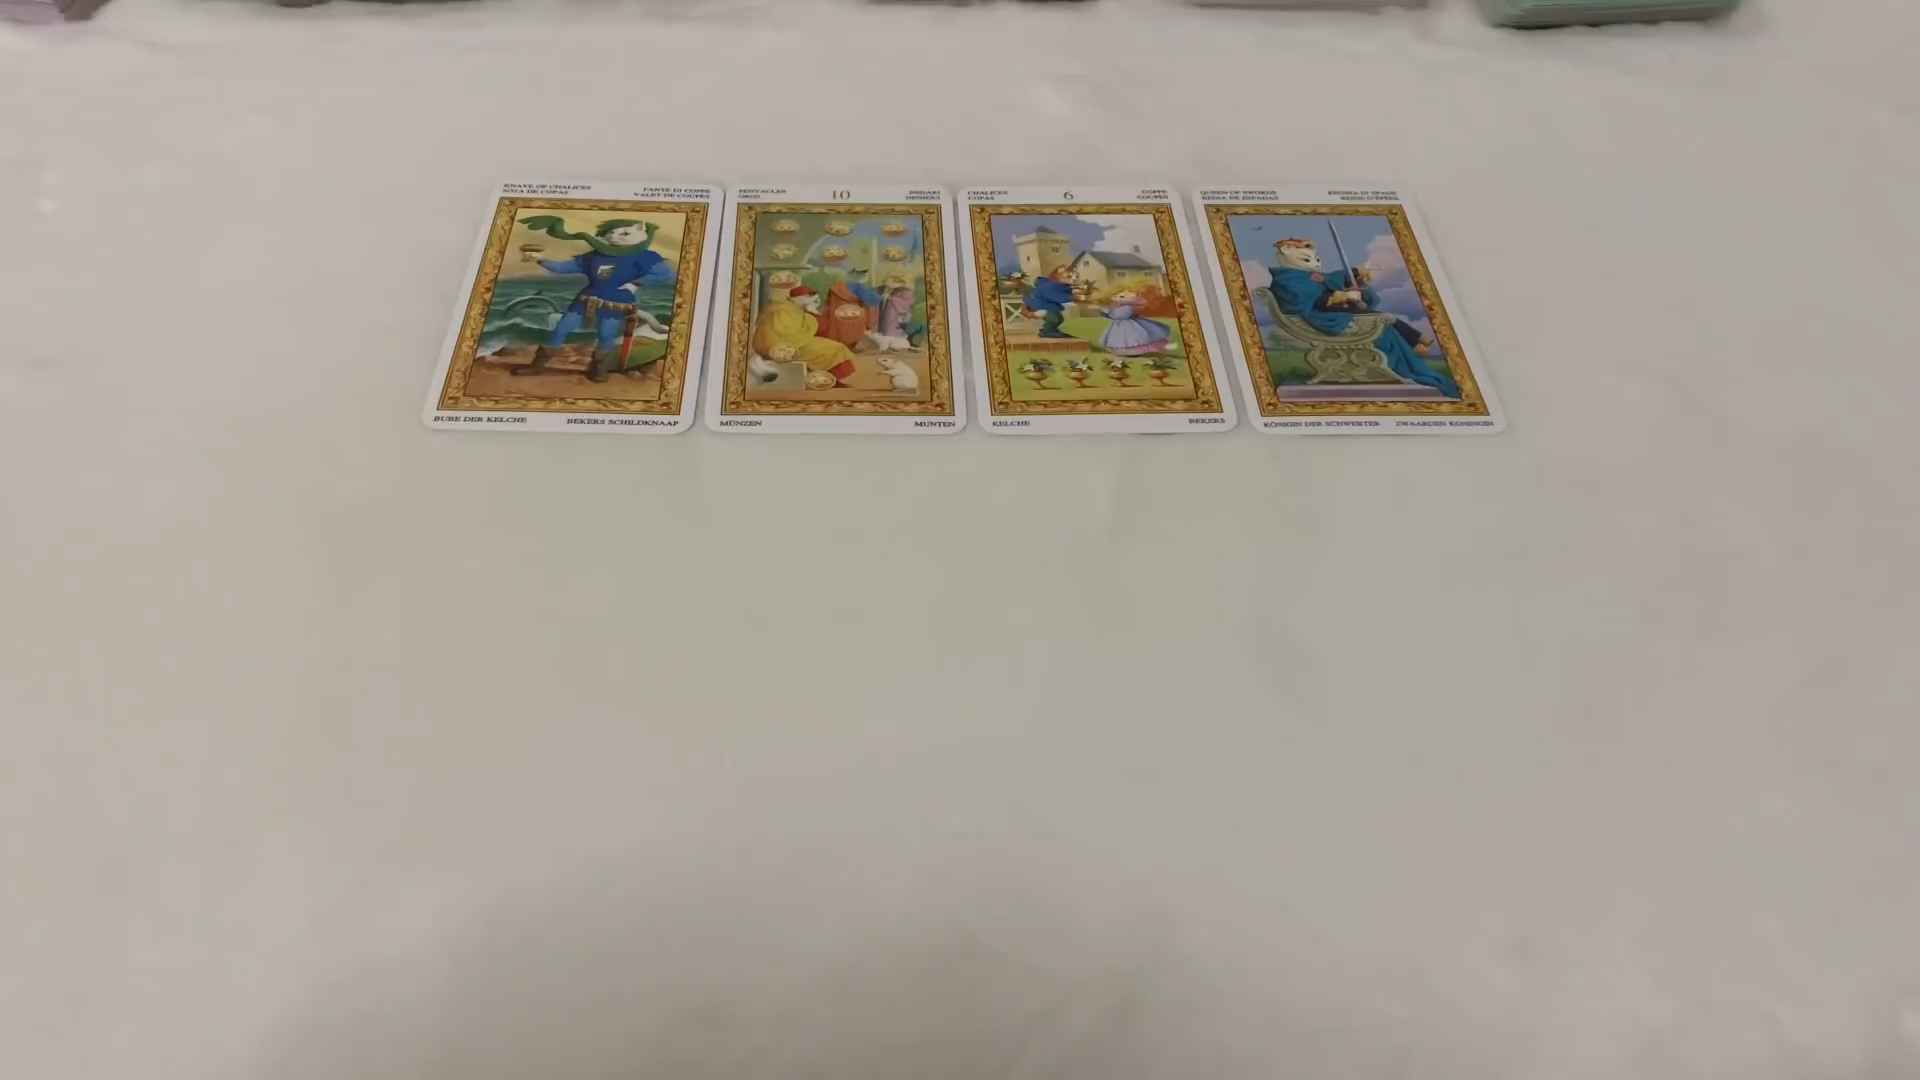 KNAVE OF CHALICES FANTE DI COPPE
SOTA DE COPAS VALET DE COUPES
BUBE DER KELCHE BEKERS SCHILDKNAAP
PENTACLES 10 DENARI
OROS DENIERS
MÜNZEN MUNTEN
CHALICES 6 COPPE
COPAS COUPES
KELCHE BEKERS
QUEEN OF SWORDS REGINA DI SPADE
REINA DE ESPADAS REINE D'ÉPÉES
KÖNIGIN DER SCHWERTER ZWAARDEN KONINGIN